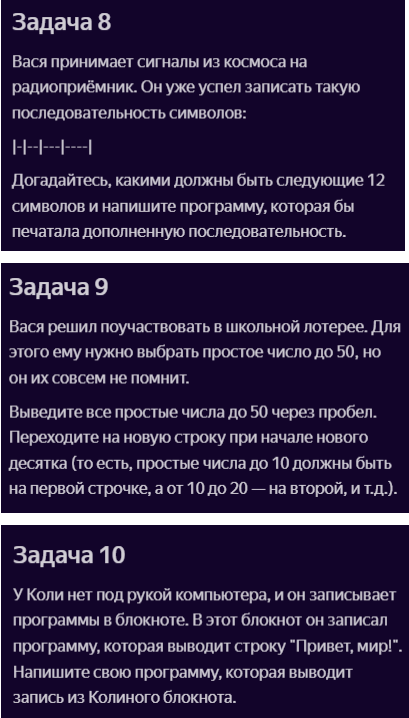 Задача 8
Вася принимает сигналы из космоса на
радиоприёмник. Он уже успел записать такую
последовательность символов:
|-|--|---|----|
Догадайтесь, какими должны быть следующие 12
символов и напишите программу, которая бы
печатала дополненную последовательность.
Задача 9
Вася решил поучаствовать в школьной лотерее. Для
этого ему нужно выбрать простое число до 50, но
он их совсем не помнит.
Выведите все простые числа до 50 через пробел.
Переходите на новую строку при начале нового
десятка (то есть, простые числа до 10 должны быть
на первой строчке, а от 10 до 20 — на второй, и т.д.).
Задача 10
У Коли нет под рукой компьютера, и он записывает
программы в блокноте. В этот блокнот он записал
программу, которая выводит строку "Привет, мир!".
Напишите свою программу, которая выводит
запись из Колиного блокнота.